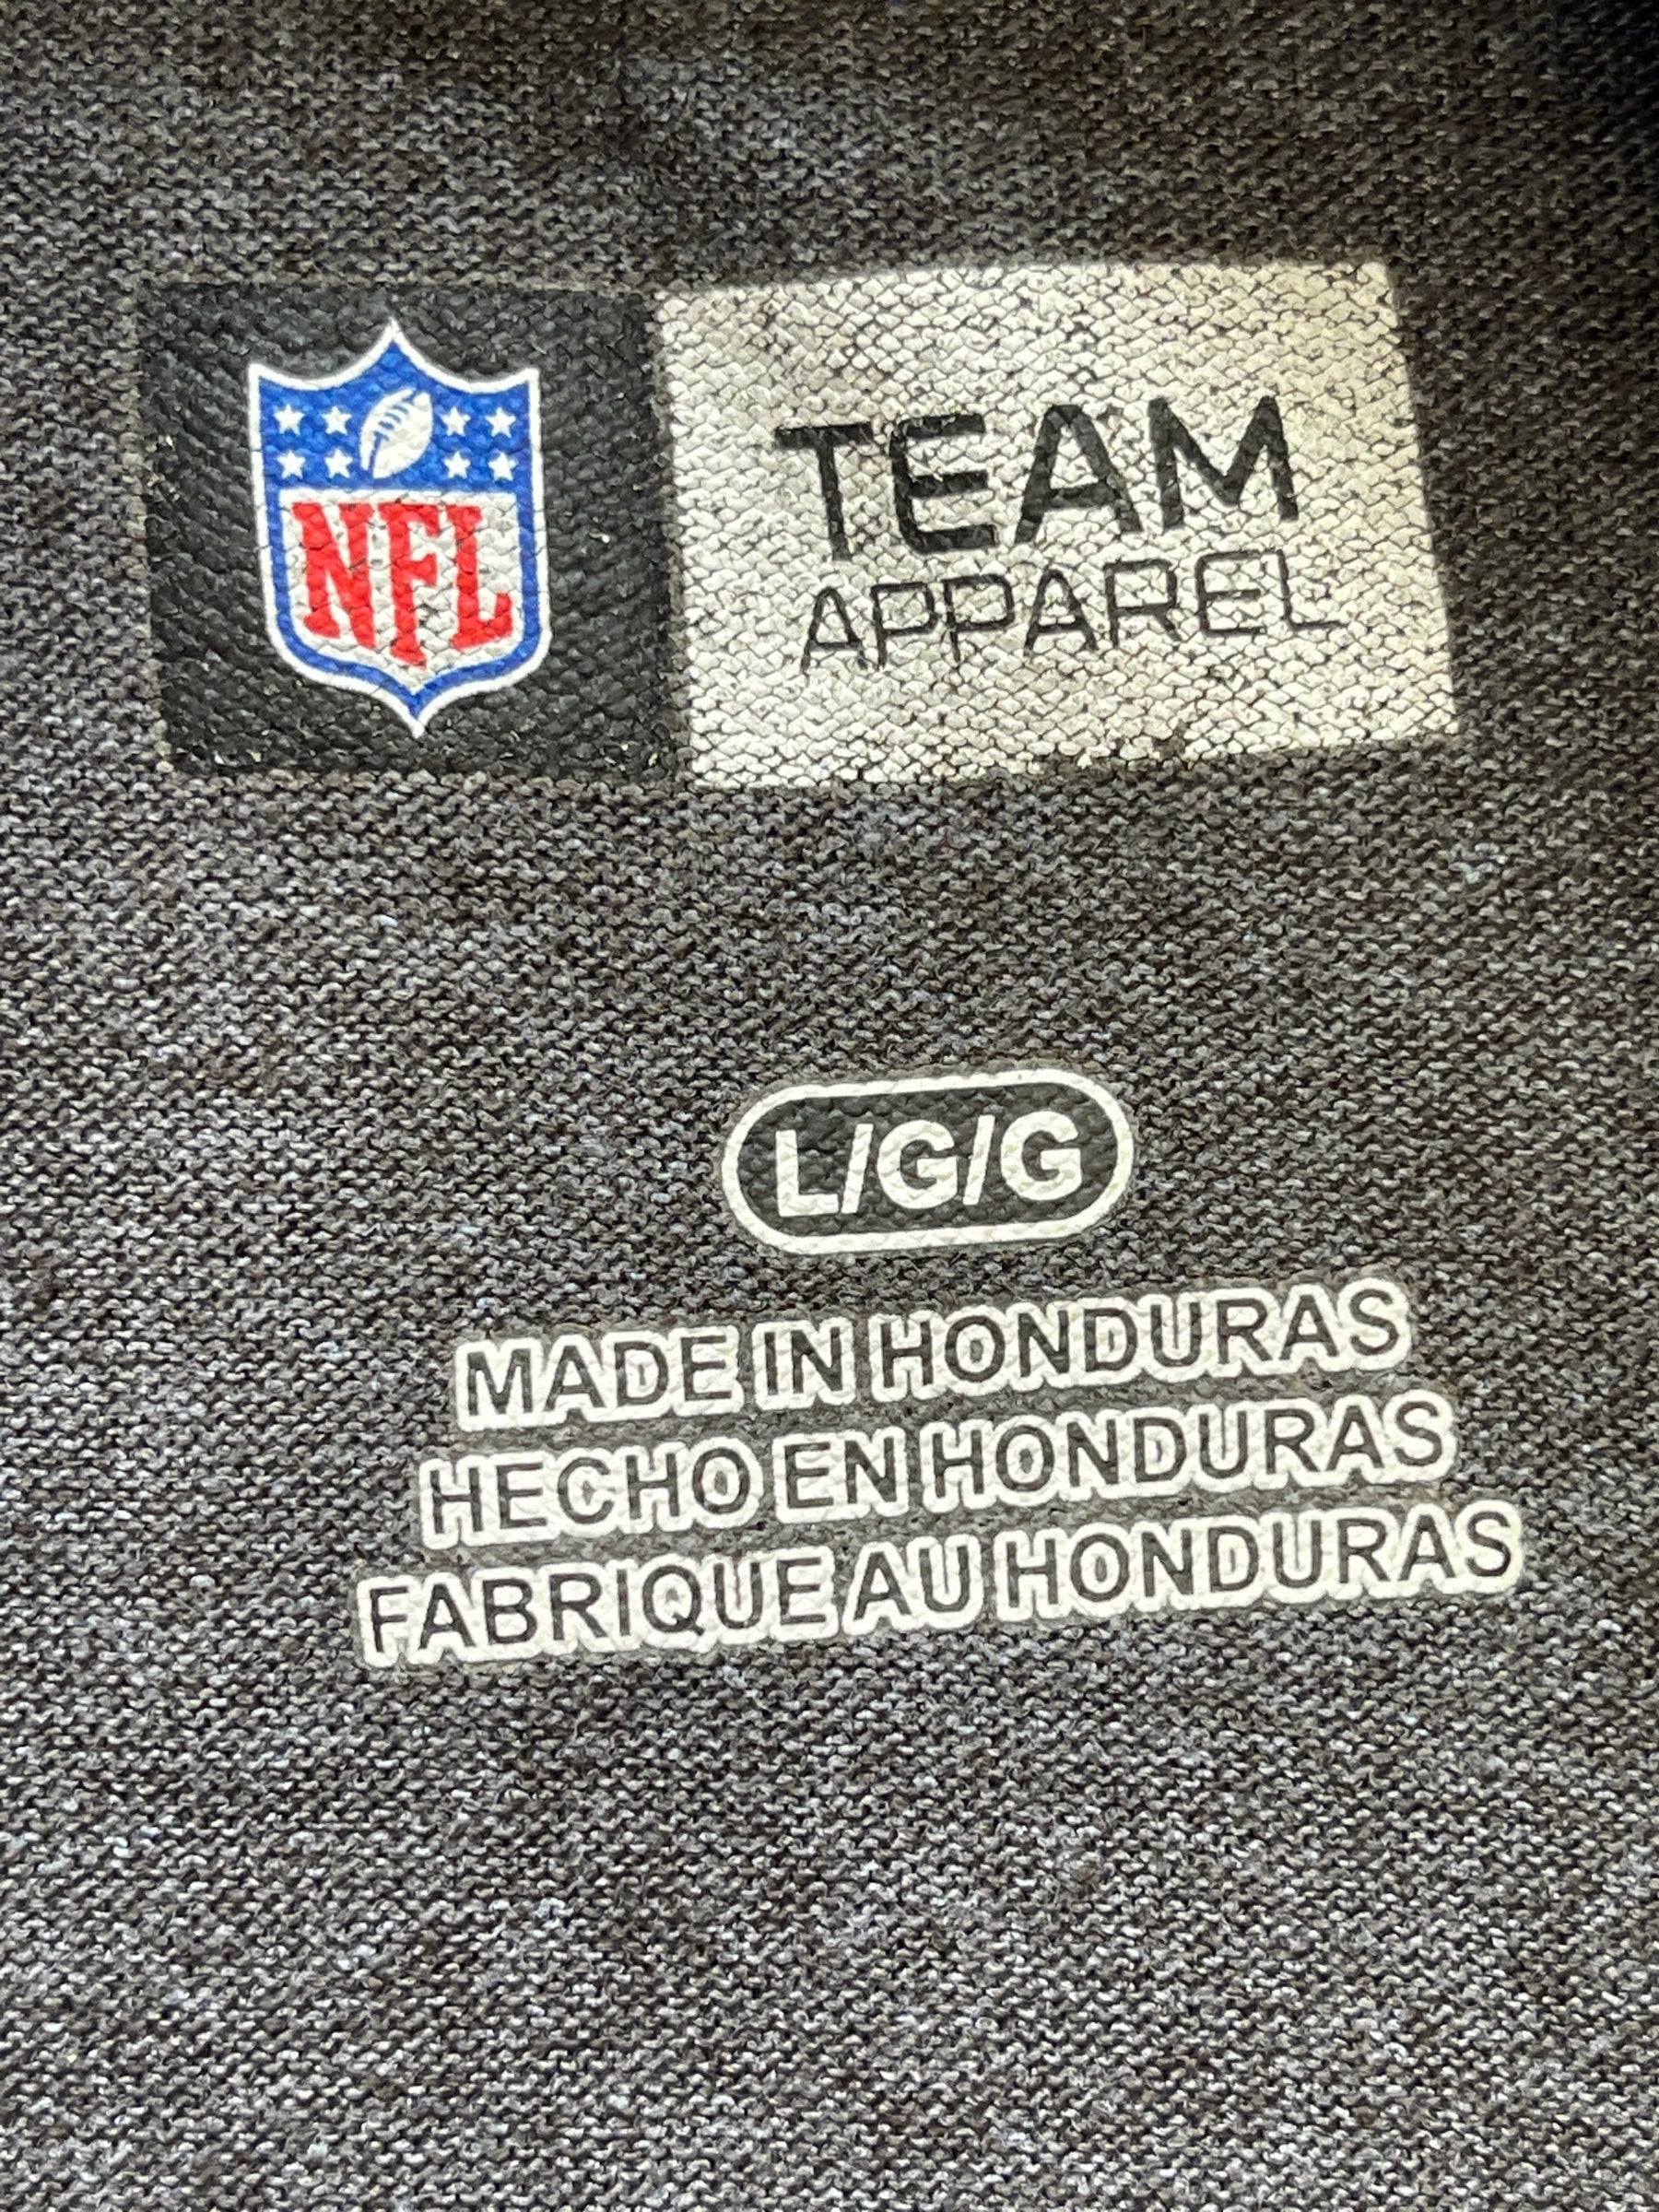 NFL
TEAM
APPAREL
L/G/G
MADE IN HONDURAS
HECHO EN HONDURAS
FABRIQUE AU HONDURAS